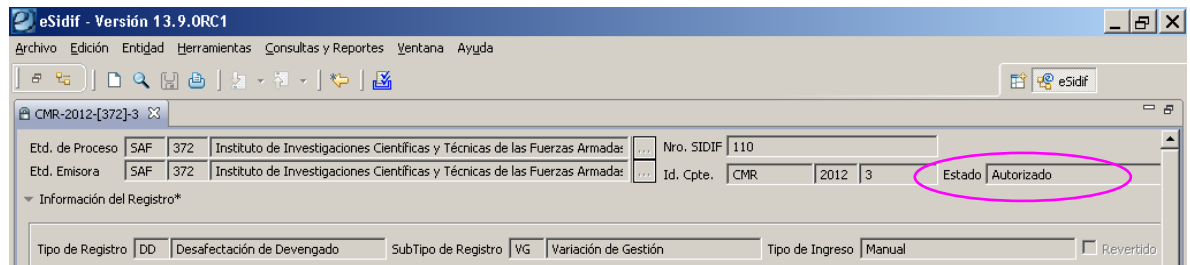 eSidif - Versión 13.9.0RC1
Archivo Edición Entidad Herramientas Consultas y Reportes Ventana Ayuda
eSidif
CMR-2012-[372]-3
Etd. de Proceso SAF 372 Instituto de Investigaciones Científicas y Técnicas de las Fuerzas Armada: ... Nro. SIDIF 110
Etd. Emisora SAF 372 Instituto de Investigaciones Científicas y Técnicas de las Fuerzas Armada: ... Id. Cpte. CMR 2012 3 Estado Autorizado
Información del Registro*
Tipo de Registro DD Desafectación de Devengado SubTipo de Registro VG Variación de Gestión Tipo de Ingreso Manual Revertido